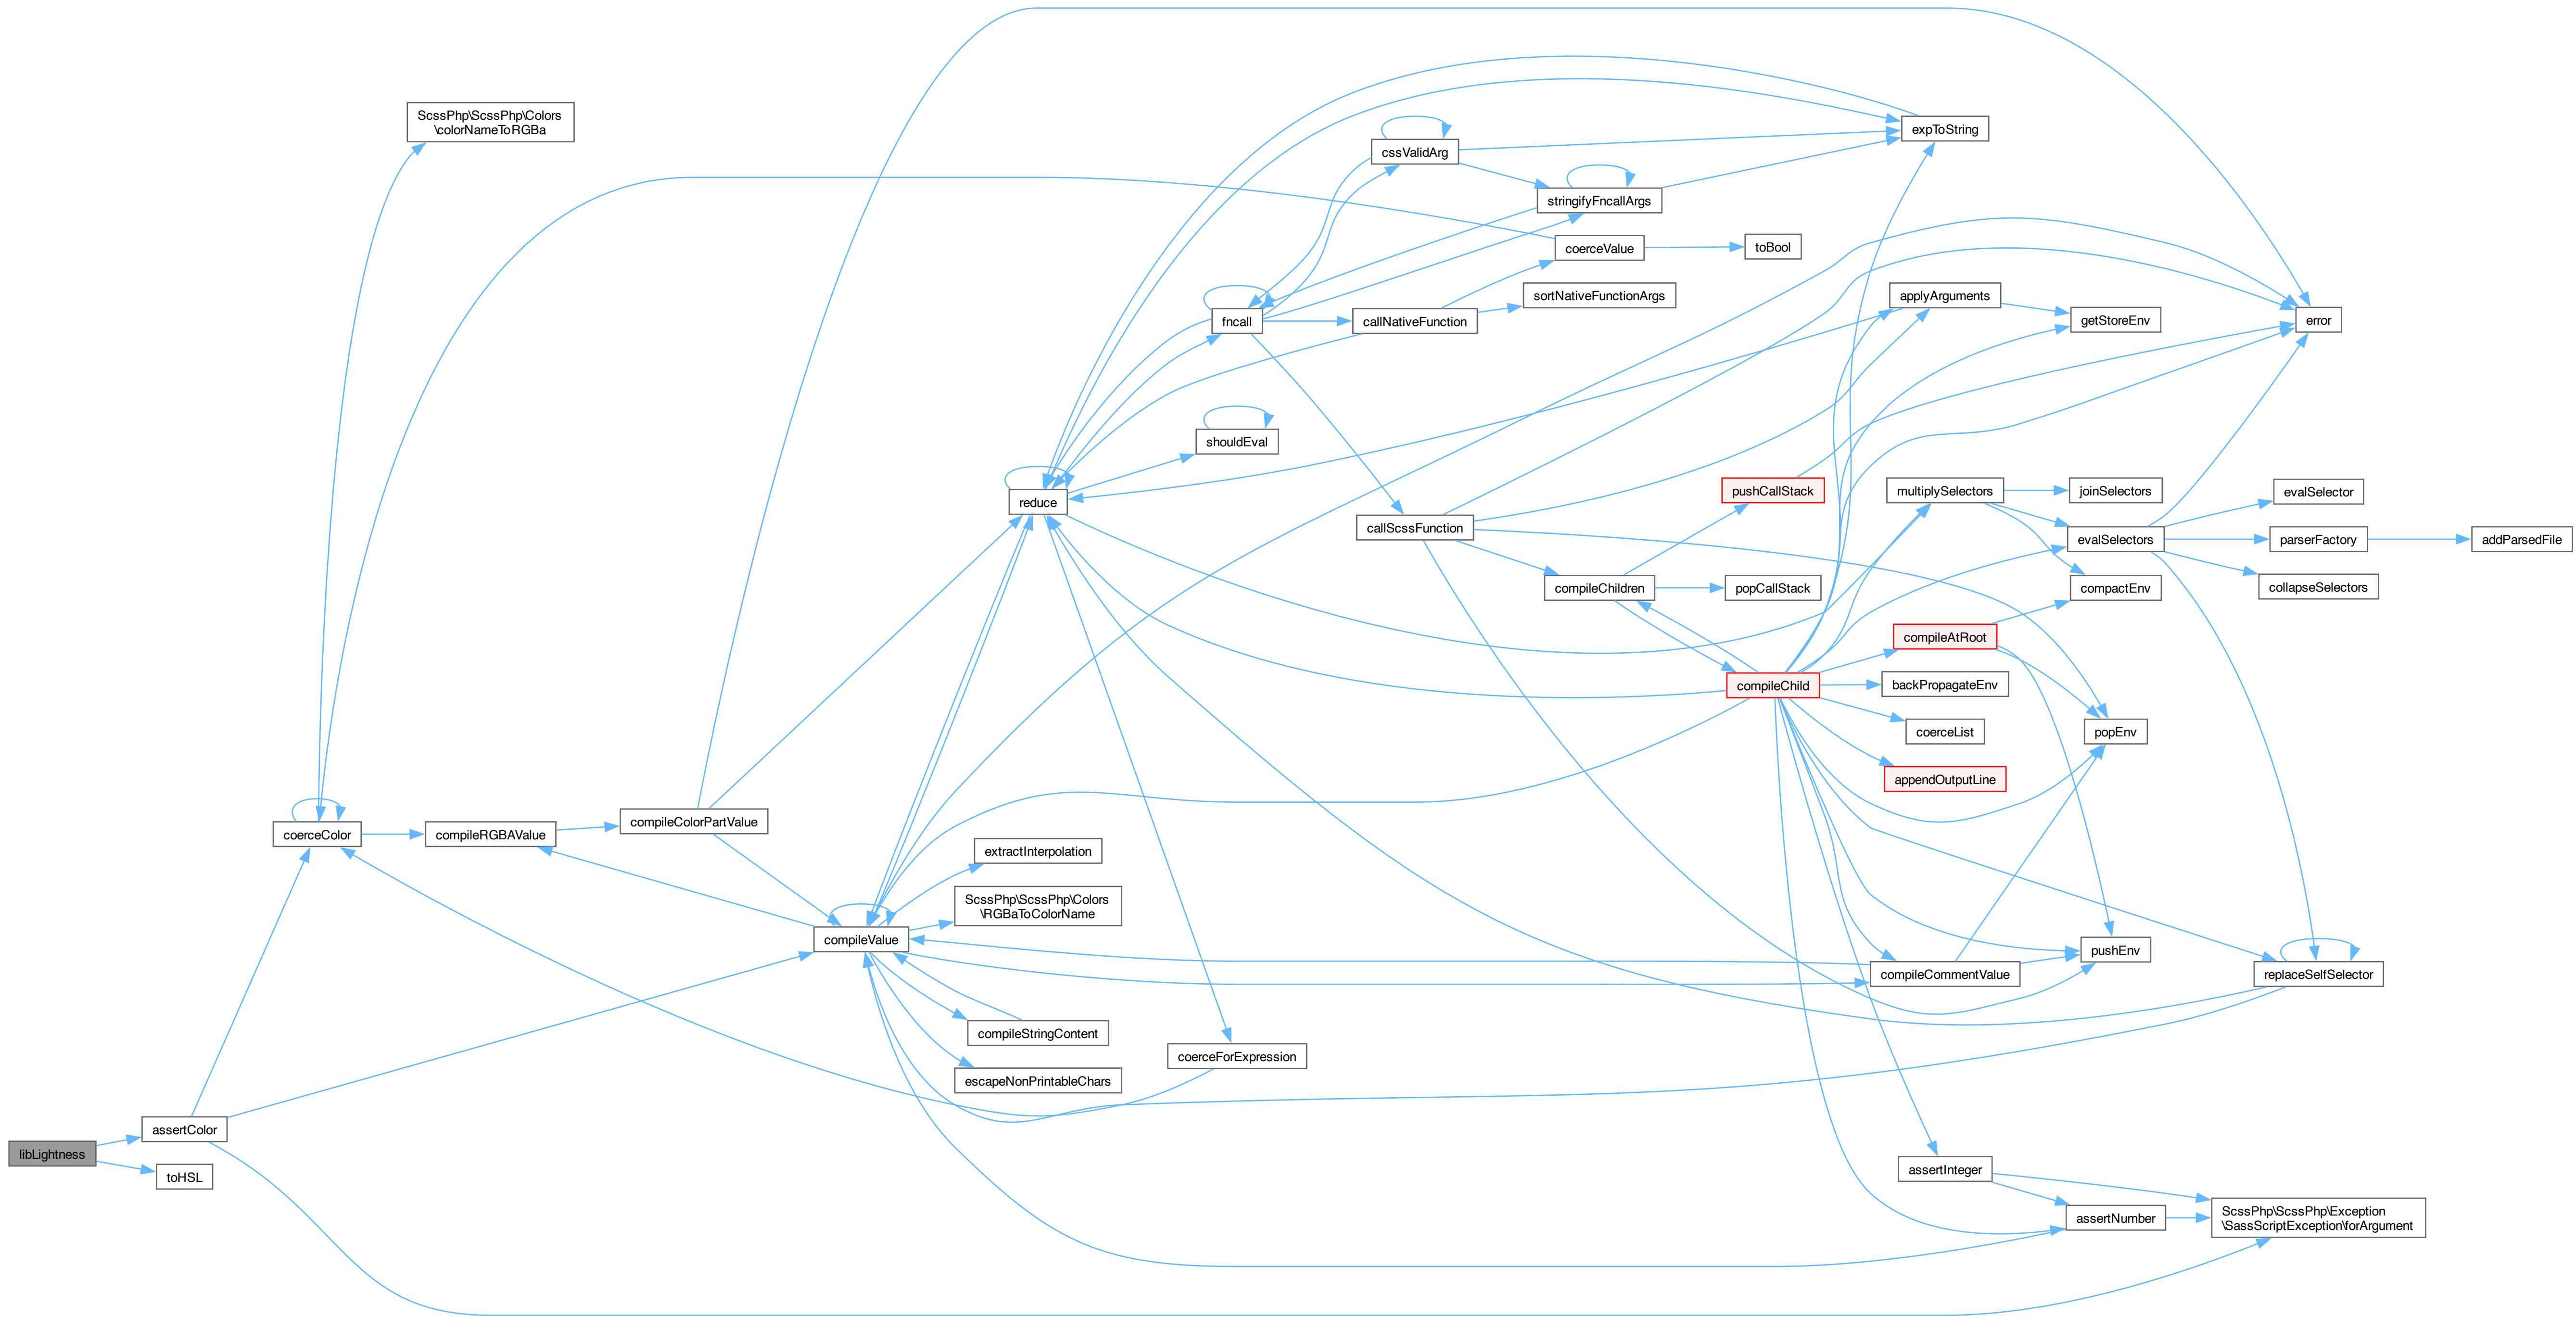 ScssPhp\ScssPhp\Colors
\colorNameToRGBa
expToString
cssValidArg
stringifyFncallArgs
coerceValue
toBool
sortNativeFunctionArgs
applyArguments
fncall
callNativeFunction
getStoreEnv
error
shouldEval
reduce
pushCallStack
multiplySelectors
joinSelectors
evalSelector
callScssFunction
evalSelectors
parserFactory
addParsedFile
compileChildren
popCallStack
compactEnv
collapseSelectors
compileAtRoot
compileChild
backPropagateEnv
coerceList
popEnv
appendOutputLine
coerceColor
compileRGBAValue
compileColorPartValue
extractInterpolation
ScssPhp\ScssPhp\Colors
\RGBaToColorName
compileValue
pushEnv
compileCommentValue
replaceSelfSelector
compileStringContent
coerceForExpression
escapeNonPrintableChars
assertColor
libLightness
toHSL
assertInteger
assertNumber
ScssPhp\ScssPhp\Exception
\SassScriptException\forArgument